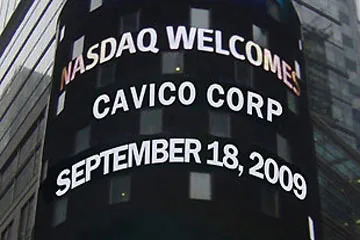 NASDAQ WELCOMES
CAVICO CORP
SEPTEMBER 18, 2009